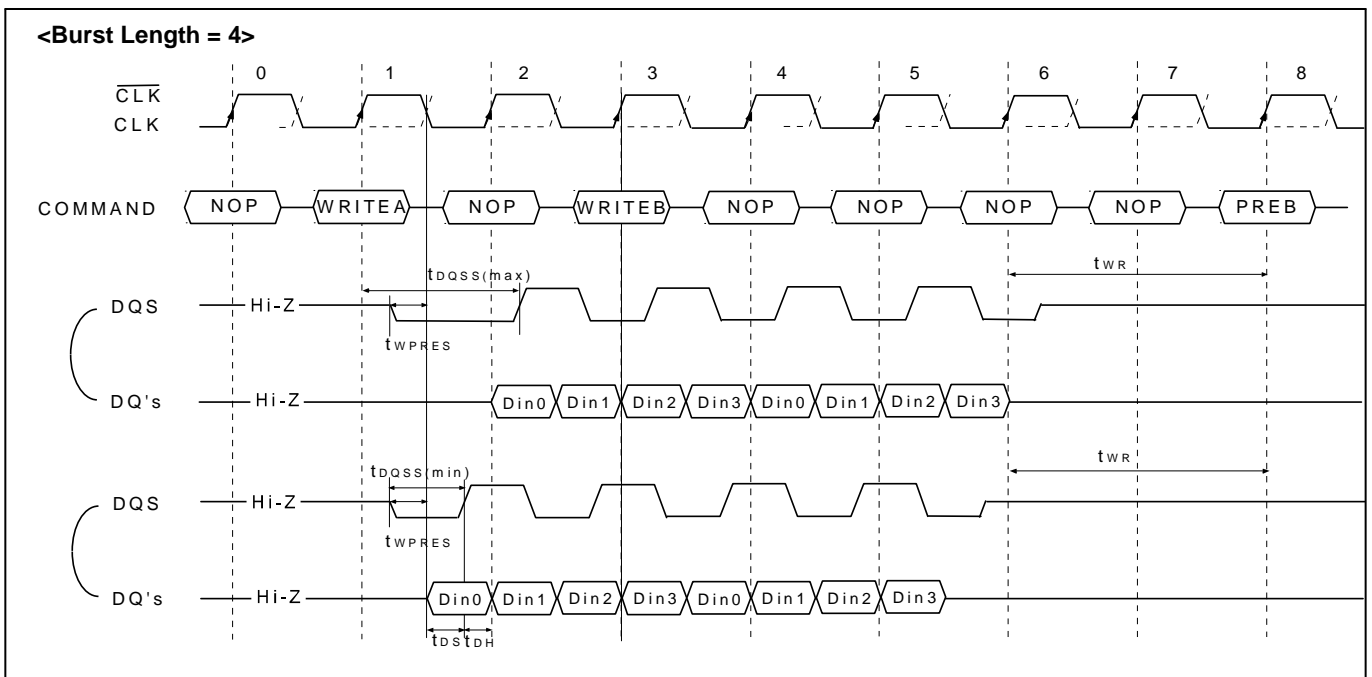 <Burst Length = 4>
0 1 2 3 4 5 6 7 8
CLK
CLK
COMMAND NOP WRITEA NOP WRITEB NOP NOP NOP NOP PREB
tDQSS(max) tWR
DQS Hi-Z
tWPRES
DQ's Hi-Z Din0 Din1 Din2 Din3 Din0 Din1 Din2 Din3
tDQSS(min) tWR
DQS Hi-Z
tWPRES
DQ's Hi-Z Din0 Din1 Din2 Din3 Din0 Din1 Din2 Din3
tDS tDH